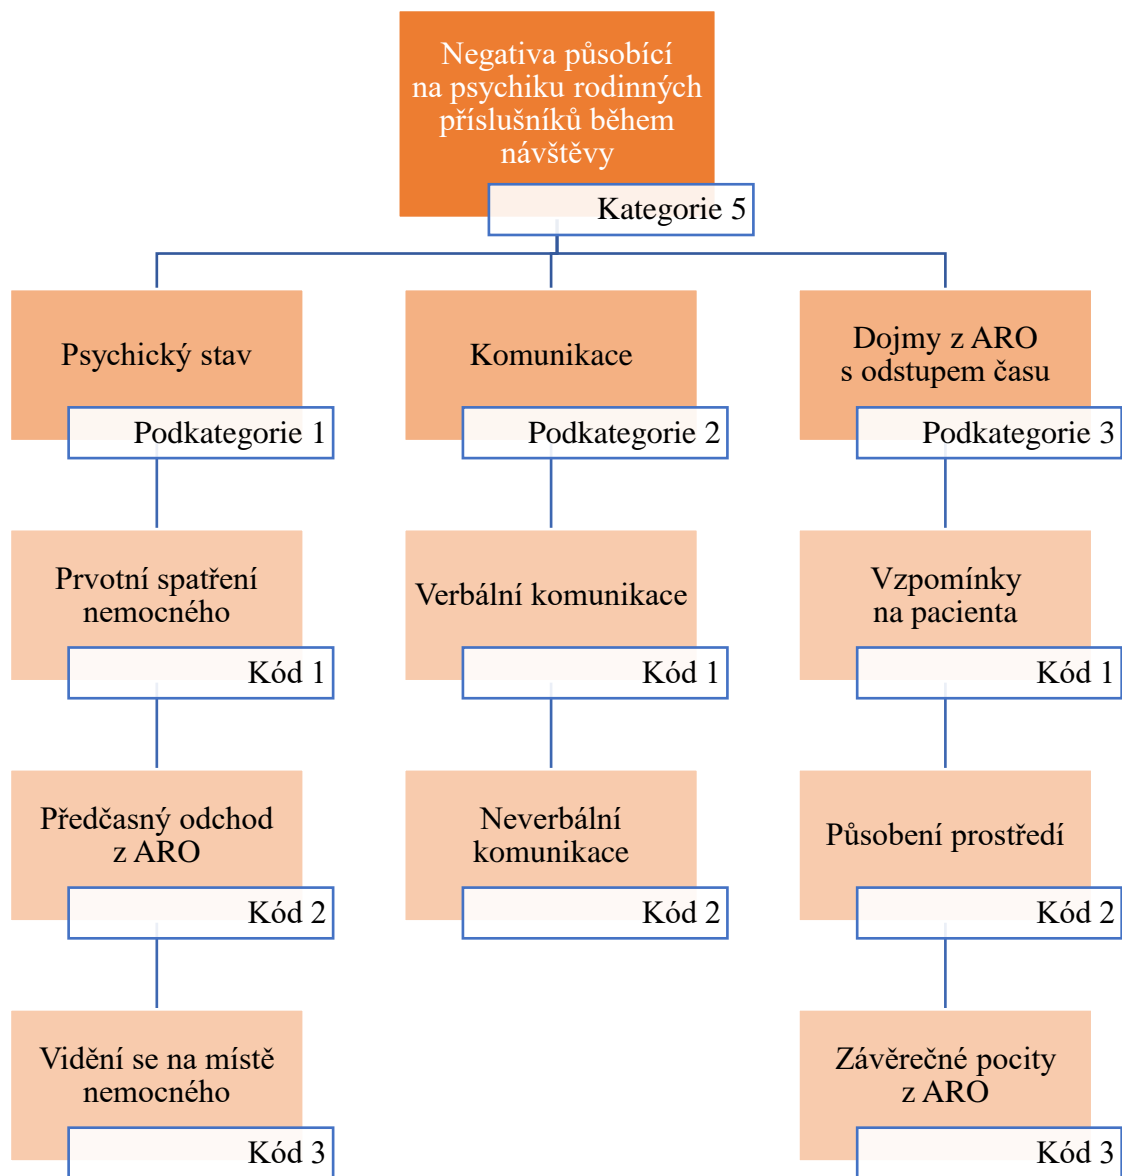 Negativa působící
na psychiku rodinných
příslušníků během
návštěvy
Kategorie 5
Psychický stav
Podkategorie 1
Komunikace
Podkategorie 2
Dojmy z ARO
s odstupem času
Podkategorie 3
Prvotní spatření
nemocného
Kód 1
Verbální komunikace
Kód 1
Vzpomínky
na pacienta
Kód 1
Předčasný odchod
z ARO
Kód 2
Neverbální
komunikace
Kód 2
Působení prostředí
Kód 2
Vidění se na místě
nemocného
Kód 3
Závěrečné pocity
z ARO
Kód 3